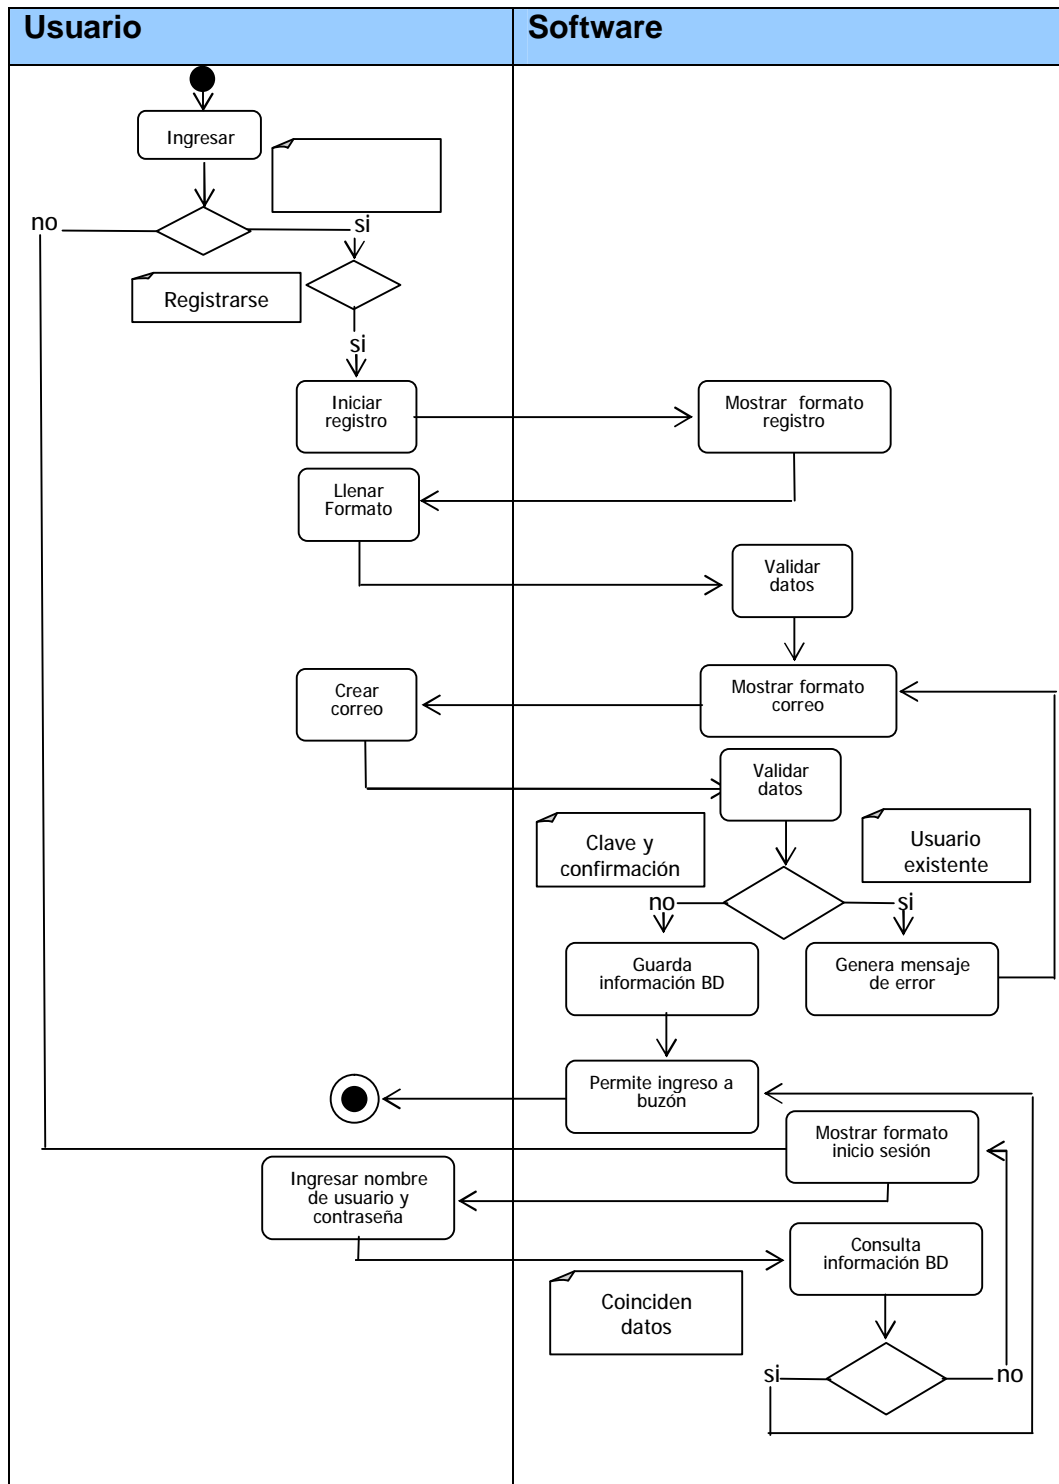 Usuario
Software
Ingresar
no
si
Registrarse
si
Iniciar
registro
Mostrar formato
registro
Llenar
Formato
Validar
datos
Crear
correo
Mostrar formato
correo
Validar
datos
Clave y
confirmación
Usuario
existente
no
si
Guarda
información BD
Genera mensaje
de error
Permite ingreso a
buzón
Mostrar formato
inicio sesión
Ingresar nombre
de usuario y
contraseña
Consulta
información BD
Coinciden
datos
si
no